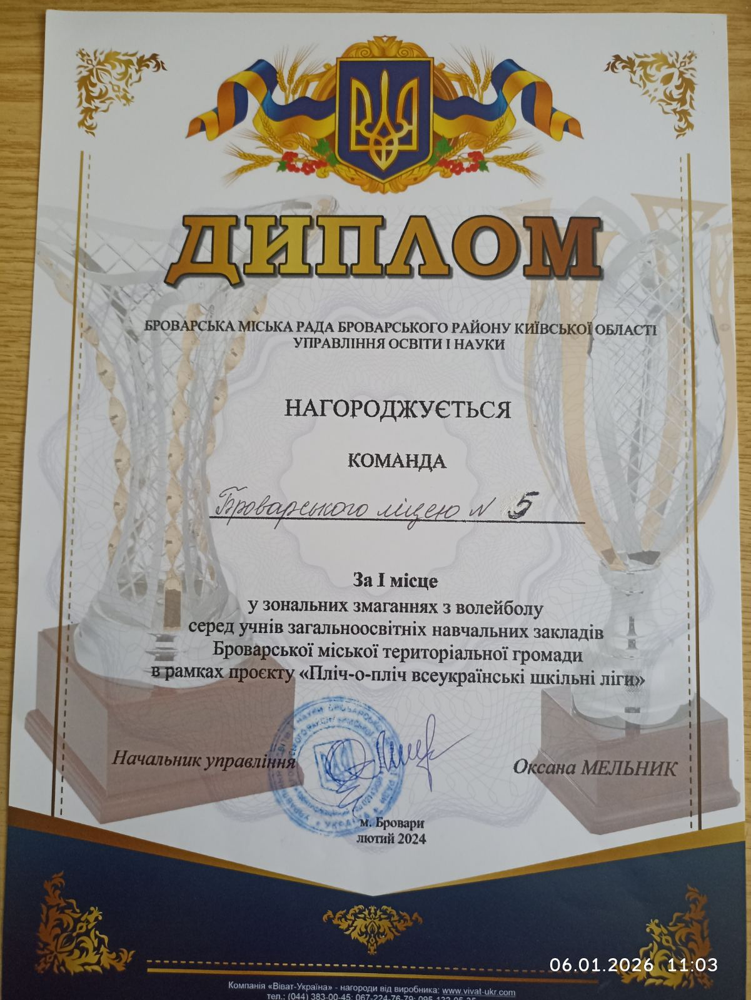 ДИПЛОМ
БРОВАРСЬКА МІСЬКА РАДА БРОВАРСЬКОГО РАЙОНУ КИЇВСЬКОЇ ОБЛАСТІ
УПРАВЛІННЯ ОСВІТИ І НАУКИ
НАГОРОДЖУЄТЬСЯ
КОМАНДА
Броварського ліцею № 5
За І місце
у зональних змаганнях з волейболу
серед учнів загальноосвітніх навчальних закладів
Броварської міської територіальної громади
в рамках проєкту «Пліч-о-пліч всеукраїнські шкільні ліги»
Начальник управління
Оксана МЕЛЬНИК
м. Бровари
лютий 2024
06.01.2026 11:03
Компанія «Віват-Україна» - нагороди від виробника: www.vivat-ukr.com
тел.: (044) 383-00-45; 067-224-76-79;